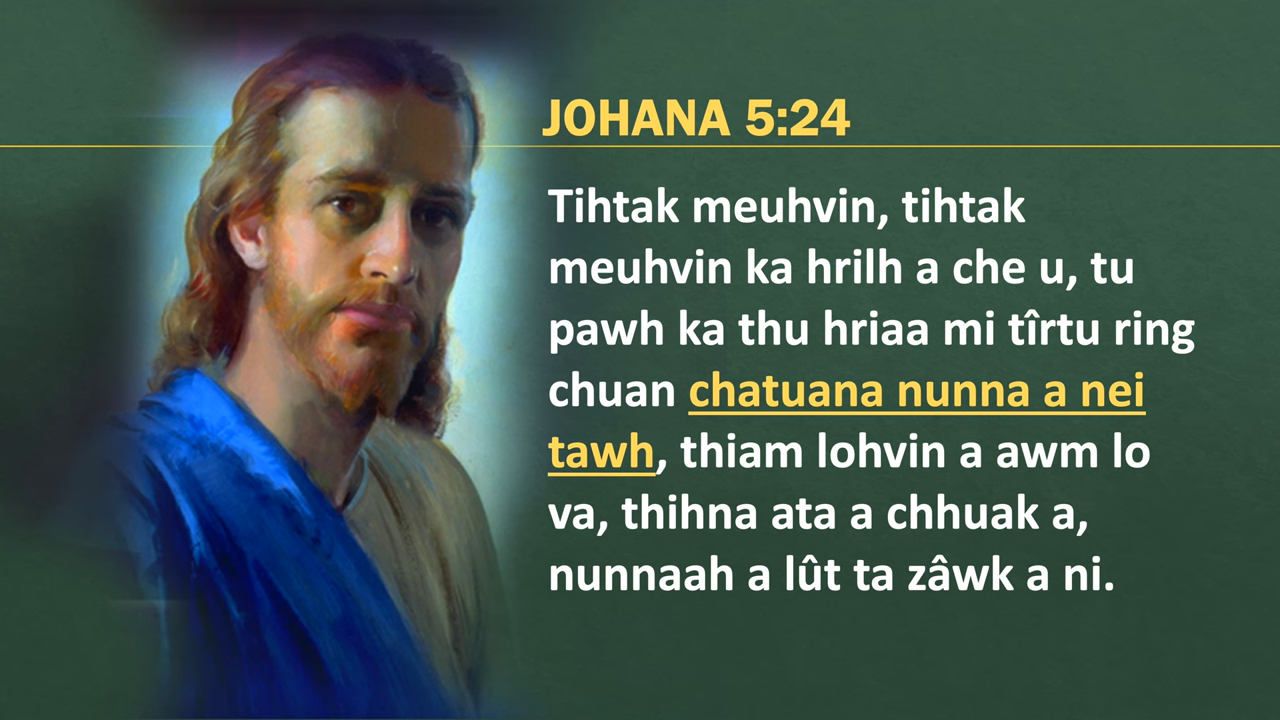 JOHANA 5:24
Tihtak meuhvin, tihtak
meuhvin ka hrilh a che u, tu
pawh ka thu hriaa mi tîrtu ring
chuan chatuana nunna a nei
tawh, thiam lohvin a awm lo
va, thihna ata a chhuak a,
nunnaah a lût ta zâwk a ni.